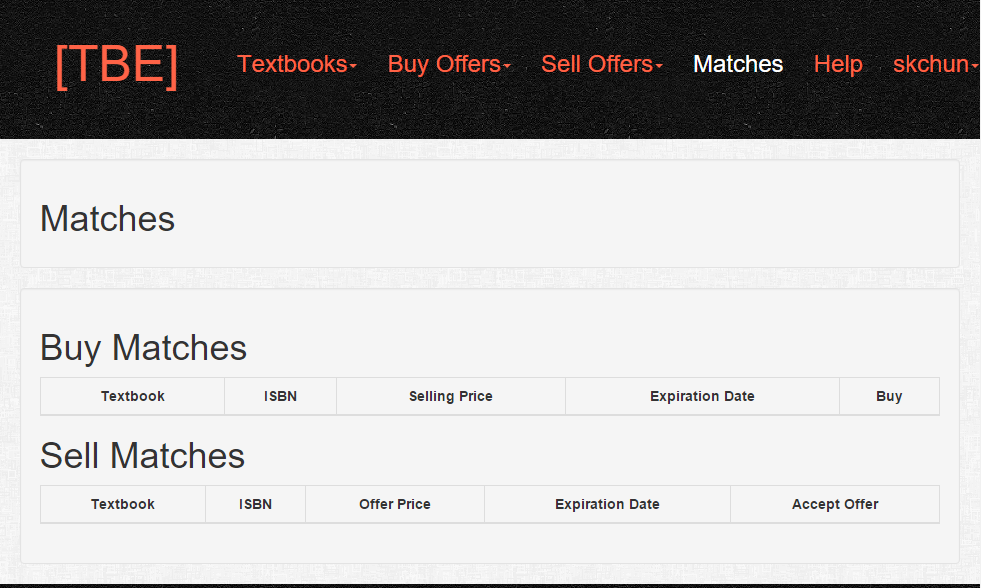 [TBE] Textbooks Buy Offers Sell Offers Matches Help skchun
Matches
Buy Matches
Textbook ISBN Selling Price Expiration Date Buy
Sell Matches
Textbook ISBN Offer Price Expiration Date Accept Offer